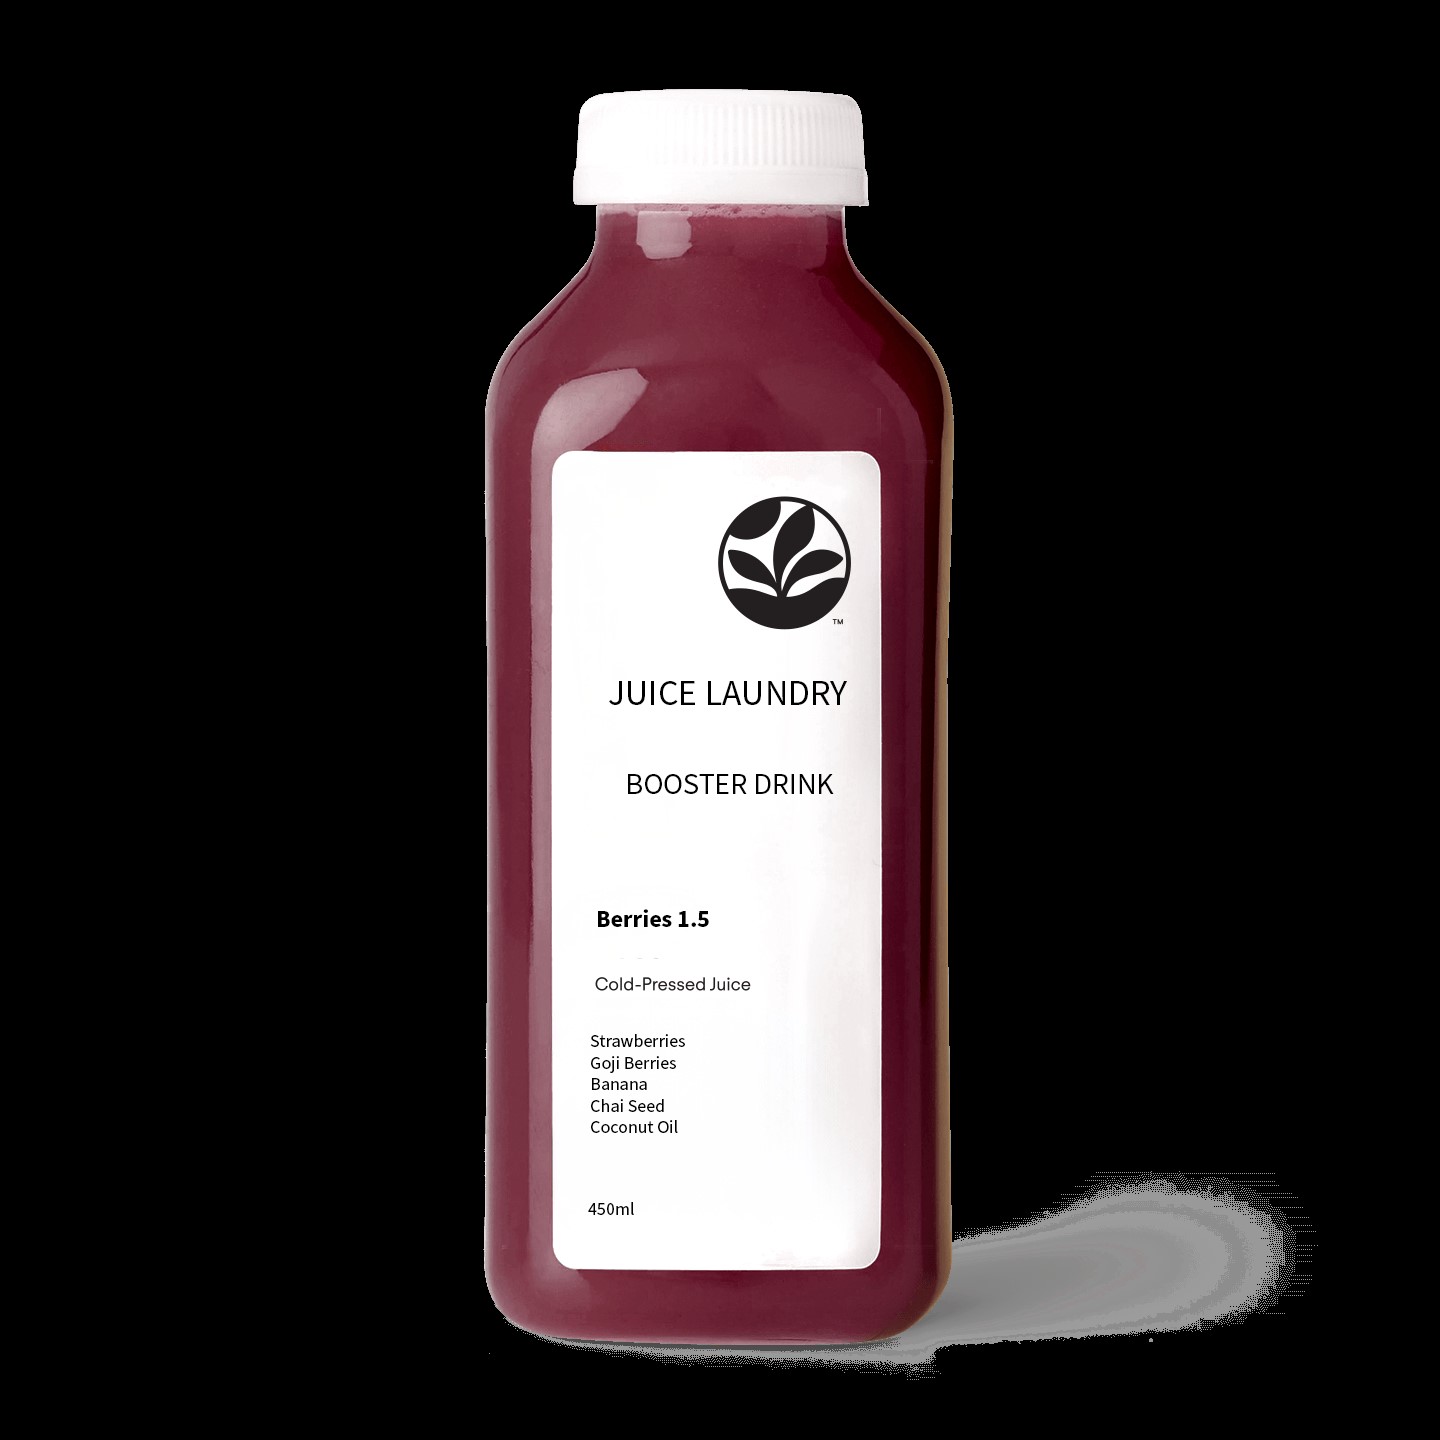 TM
JUICE LAUNDRY
BOOSTER DRINK
Berries 1.5
Cold-Pressed Juice
Strawberries
Goji Berries
Banana
Chai Seed
Coconut Oil
450ml